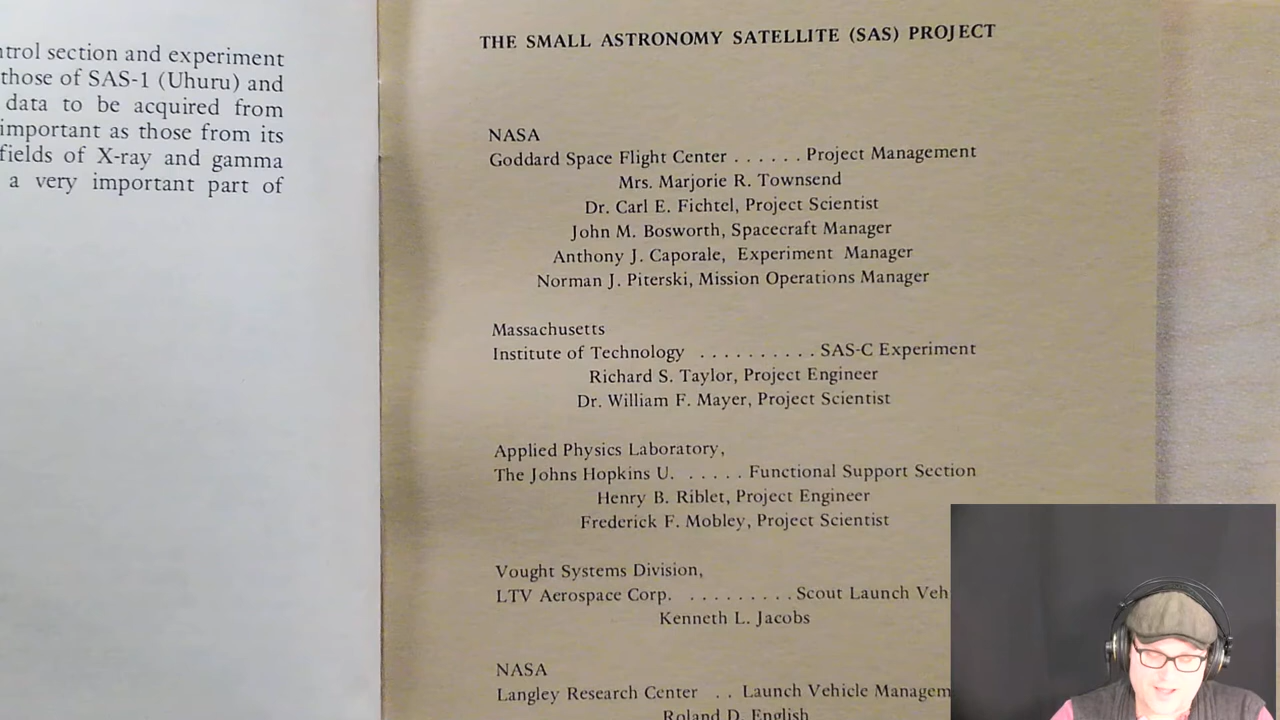 ntrol section and experiment
those of SAS-1 (Uhuru) and
data to be acquired from
important as those from its
fields of X-ray and gamma
a very important part of
THE SMALL ASTRONOMY SATELLITE (SAS) PROJECT
NASA
Goddard Space Flight Center . . . . . . Project Management
Mrs. Marjorie R. Townsend
Dr. Carl E. Fichtel, Project Scientist
John M. Bosworth, Spacecraft Manager
Anthony J. Caporale, Experiment Manager
Norman J. Piterski, Mission Operations Manager
Massachusetts
Institute of Technology . . . . . . . . . . SAS-C Experiment
Richard S. Taylor, Project Engineer
Dr. William F. Mayer, Project Scientist
Applied Physics Laboratory,
The Johns Hopkins U. . . . . . Functional Support Section
Henry B. Riblet, Project Engineer
Frederick F. Mobley, Project Scientist
Vought Systems Division,
LTV Aerospace Corp. . . . . . . . . . Scout Launch Veh
Kenneth L. Jacobs
NASA
Langley Research Center . . Launch Vehicle Managem
Roland D. English